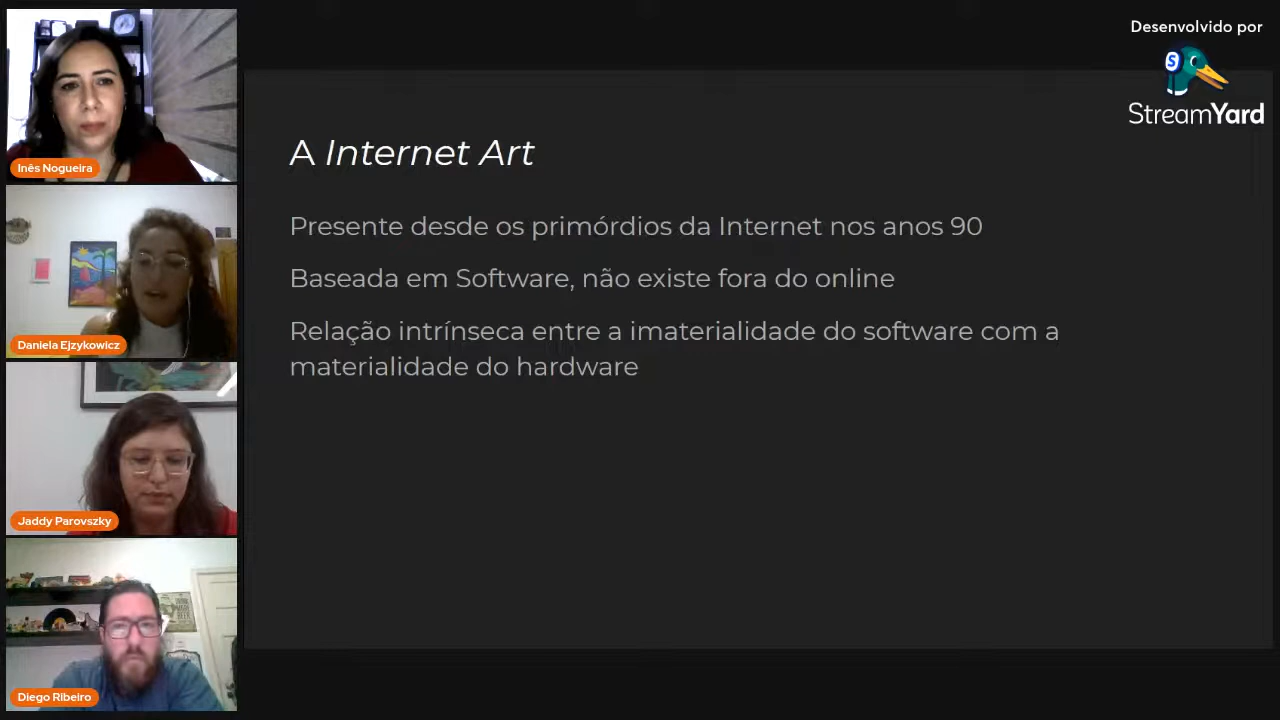 Desenvolvido por
StreamYard
A Internet Art
Presente desde os primórdios da Internet nos anos 90
Baseada em Software, não existe fora do online
Relação intrínseca entre a imaterialidade do software com a
materialidade do hardware
Inês Nogueira
Daniela Ejzykowicz
Jaddy Parovszky
Diego Ribeiro